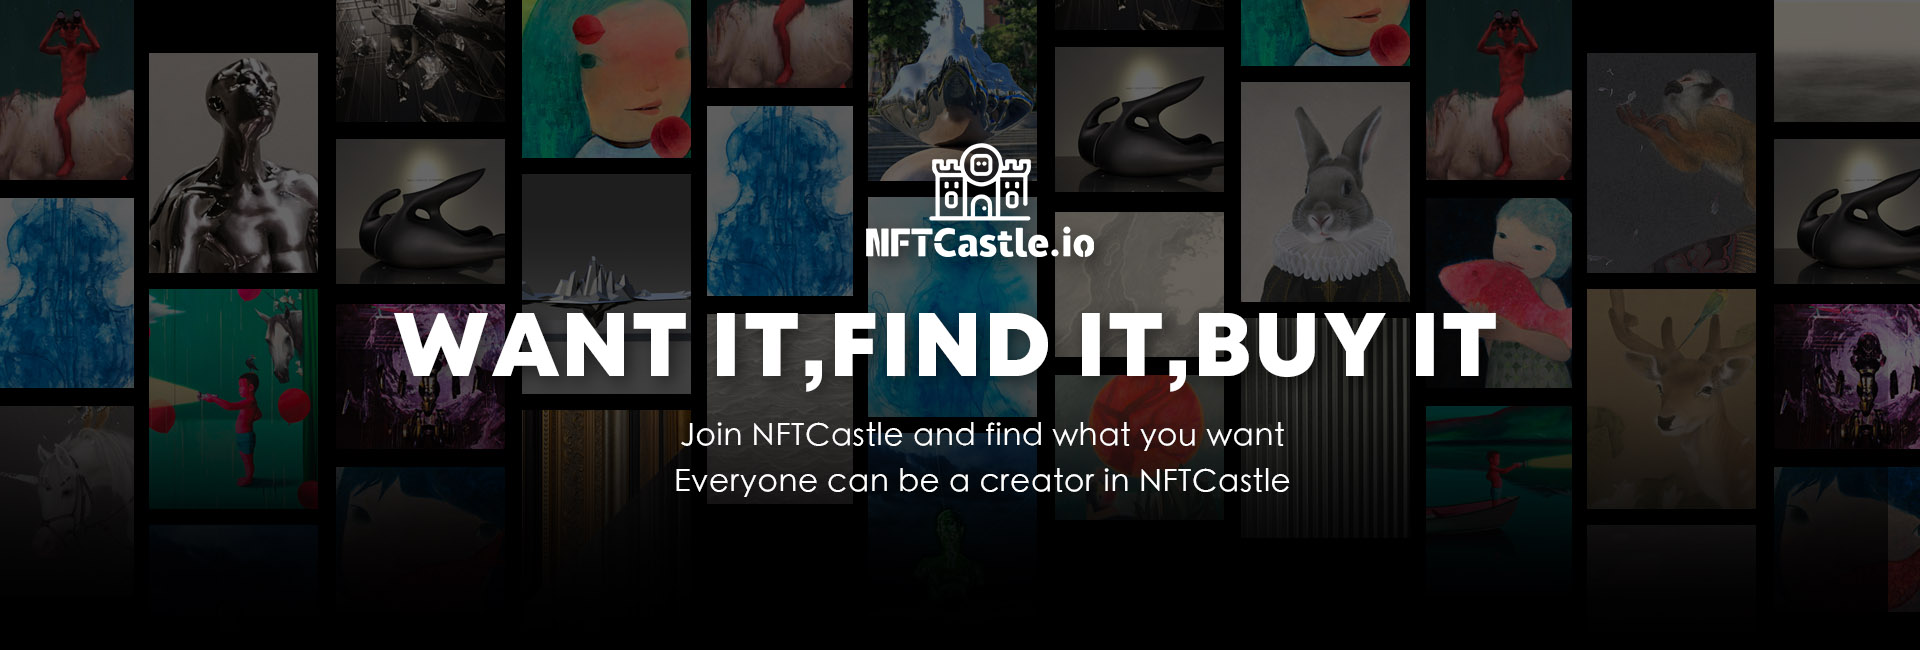 NFTCastle.io
WANT IT,FIND IT,BUY IT
Join NFTCastle and find what you want
Everyone can be a creator in NFTCastle